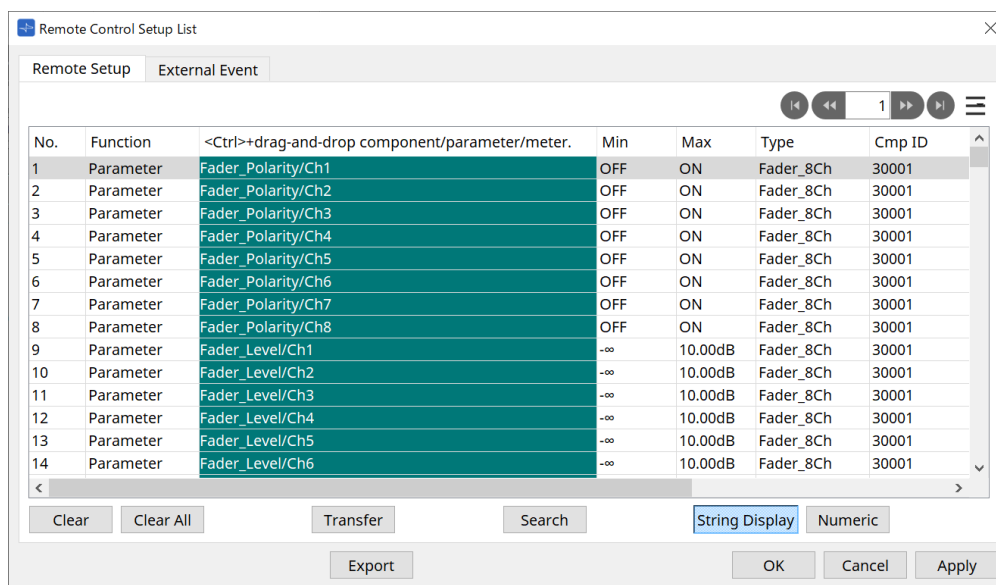 Remote Control Setup List
Remote Setup External Event
1
No. Function <Ctrl>+drag-and-drop component/parameter/meter. Min Max Type Cmp ID
1 Parameter Fader_Polarity/Ch1 OFF ON Fader_8Ch 30001
2 Parameter Fader_Polarity/Ch2 OFF ON Fader_8Ch 30001
3 Parameter Fader_Polarity/Ch3 OFF ON Fader_8Ch 30001
4 Parameter Fader_Polarity/Ch4 OFF ON Fader_8Ch 30001
5 Parameter Fader_Polarity/Ch5 OFF ON Fader_8Ch 30001
6 Parameter Fader_Polarity/Ch6 OFF ON Fader_8Ch 30001
7 Parameter Fader_Polarity/Ch7 OFF ON Fader_8Ch 30001
8 Parameter Fader_Polarity/Ch8 OFF ON Fader_8Ch 30001
9 Parameter Fader_Level/Ch1 -∞ 10.00dB Fader_8Ch 30001
10 Parameter Fader_Level/Ch2 -∞ 10.00dB Fader_8Ch 30001
11 Parameter Fader_Level/Ch3 -∞ 10.00dB Fader_8Ch 30001
12 Parameter Fader_Level/Ch4 -∞ 10.00dB Fader_8Ch 30001
13 Parameter Fader_Level/Ch5 -∞ 10.00dB Fader_8Ch 30001
14 Parameter Fader_Level/Ch6 -∞ 10.00dB Fader_8Ch 30001
Clear Clear All Transfer Search String Display Numeric
Export OK Cancel Apply